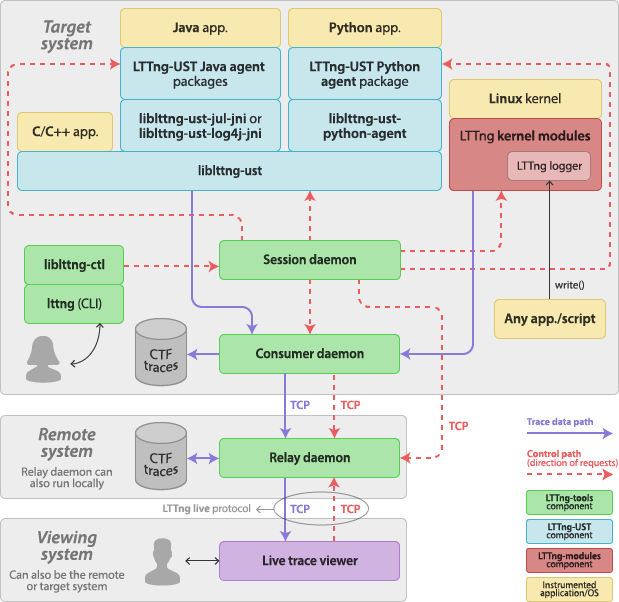 Target
system
Java app.
Python app.
LTTng-UST Java agent
packages
LTTng-UST Python
agent package
Linux kernel
C/C++ app.
liblttng-ust-jul-jni or
liblttng-ust-log4j-jni
liblttng-ust-
python-agent
LTTng kernel modules
LTTng logger
liblttng-ust
liblttng-ctl
lttng (CLI)
Session daemon
write()
Any app./script
CTF
traces
Consumer daemon
TCP
TCP
TCP
Remote
system
Relay daemon can
also run locally
CTF
traces
Relay daemon
LTTng live protocol
TCP
TCP
Viewing
system
Can also be the remote
or target system
Live trace viewer
Trace data path
Control path
(direction of requests)
LTTng-tools
component
LTTng-UST
component
LTTng-modules
component
Instrumented
application/OS